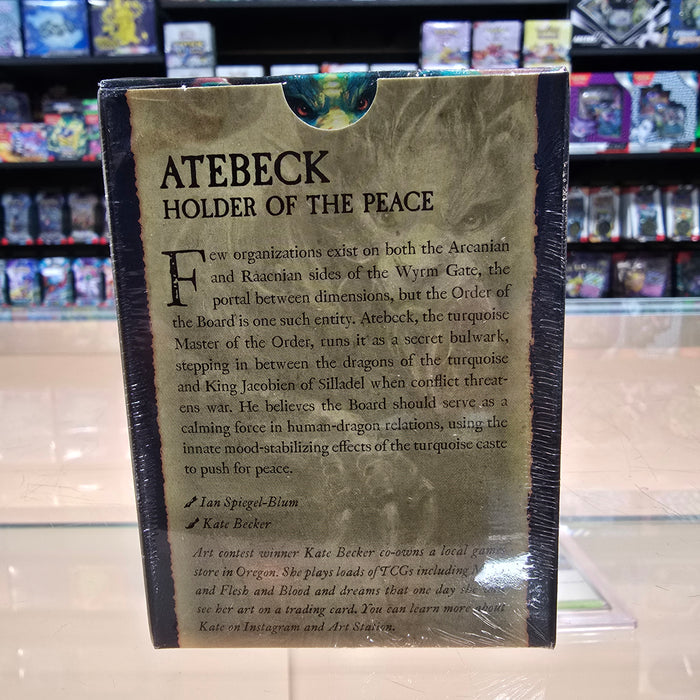 ATEBECK
HOLDER OF THE PEACE
Few organizations exist on both the Arcanian
and Raacnian sides of the Wyrm Gate, the
portal between dimensions, but the Order of
the Board is one such entity. Atebeck, the turquoise
Master of the Order, runs it as a secret bulwark,
stepping in between the dragons of the turquoise
and King Jacobien of Silladel when conflict threat-
ens war. He believes the Board should serve as a
calming force in human-dragon relations, using the
innate mood-stabilizing effects of the turquoise caste
to push for peace.
Ian Spiegel-Blum
Kate Becker
Art contest winner Kate Becker co-owns a local games
store in Oregon. She plays loads of TCGs including
and Flesh and Blood and dreams that one day she
see her art on a trading card. You can learn more about
Kate on Instagram and Art Station.